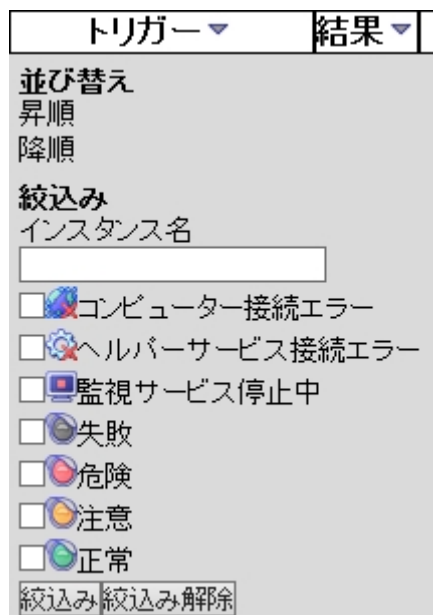 トリガー 結果
並び替え
昇順
降順
絞込み
インスタンス名
コンピューター接続エラー
ヘルパーサービス接続エラー
監視サービス停止中
失敗
危険
注意
正常
絞込み 絞込み解除